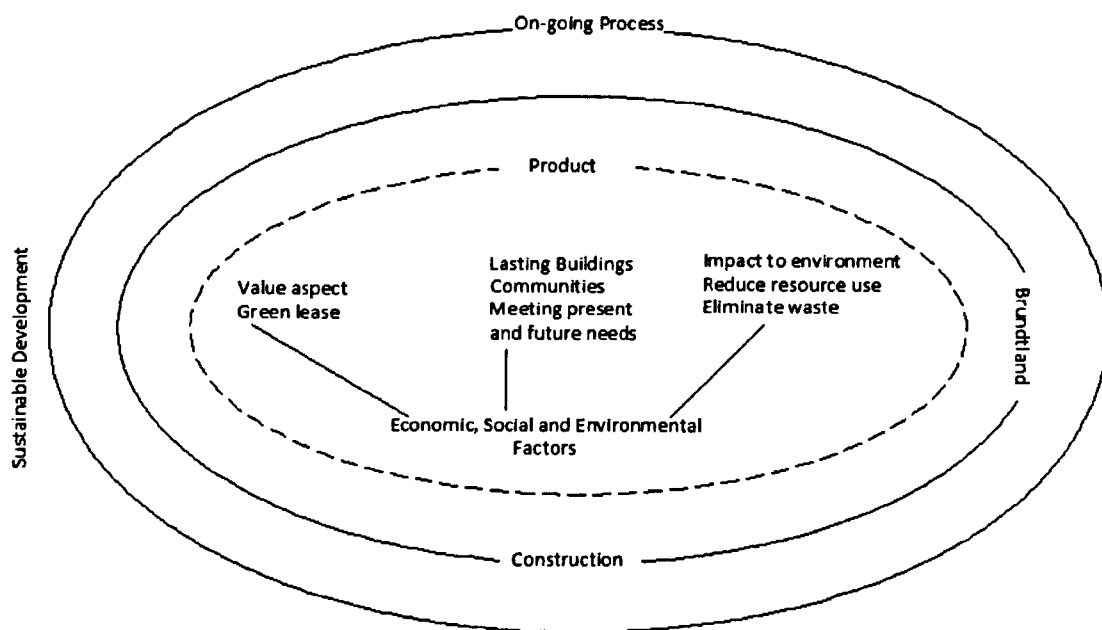 On-going Process
Product
Sustainable Development
Value aspect
Green lease
Lasting Buildings
Communities
Meeting present
and future needs
Impact to environment
Reduce resource use
Eliminate waste
Brundtland
Economic, Social and Environmental
Factors
Construction